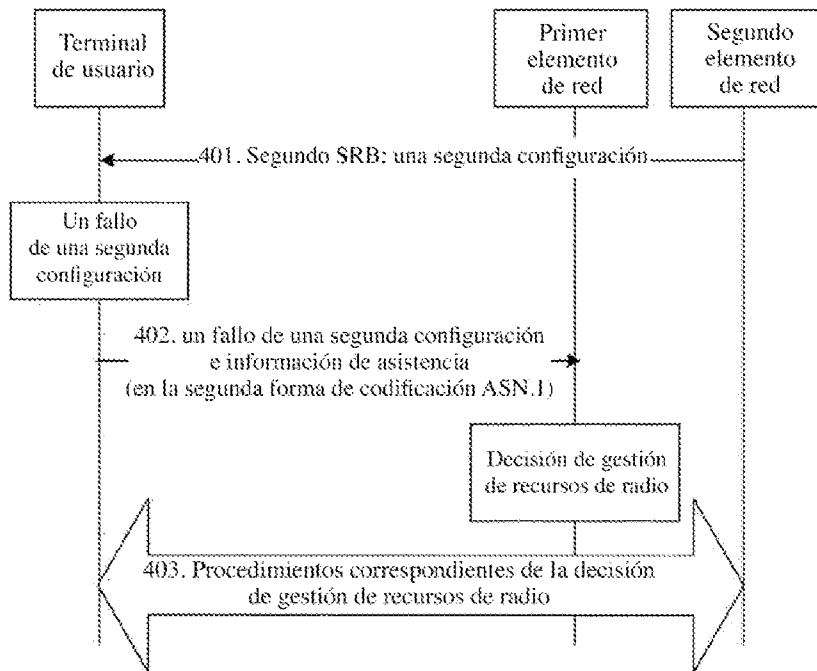 Terminal
de usuario
Primer
elemento
de red
Segundo
elemento
de red
401. Segundo SRB: una segunda configuración
Un fallo
de una segunda
configuración
402. un fallo de una segunda configuración
e información de asistencia
(en la segunda forma de codificación ASN.1)
Decisión de gestión
de recursos de radio
403. Procedimientos correspondientes de la decisión
de gestión de recursos de radio